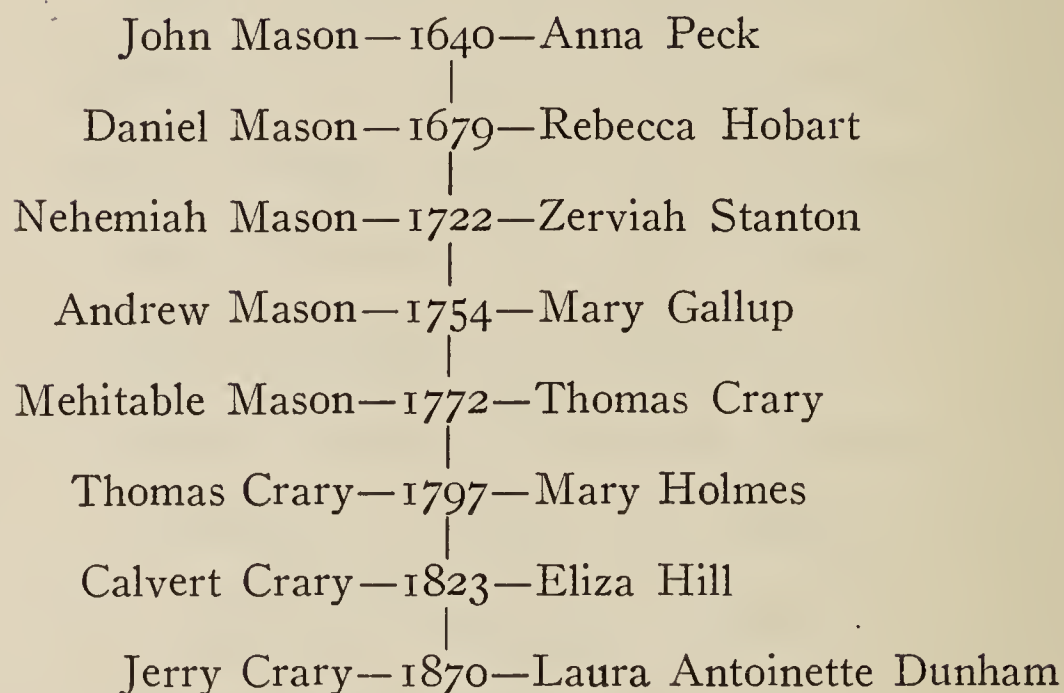 John Mason—1640—Anna Peck
Daniel Mason—1679—Rebecca Hobart
Nehemiah Mason—1722—Zerviah Stanton
Andrew Mason—1754—Mary Gallup
Mehitable Mason—1772—Thomas Crary
Thomas Crary—1797—Mary Holmes
Calvert Crary—1823—Eliza Hill
Jerry Crary—1870—Laura Antoinette Dunham